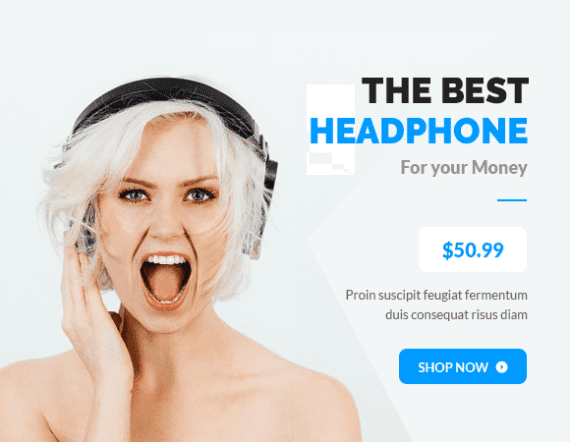 THE BEST
HEADPHONE
For your Money
$50.99
Proin suscipit feugiat fermentum
duis consequat risus diam
SHOP NOW